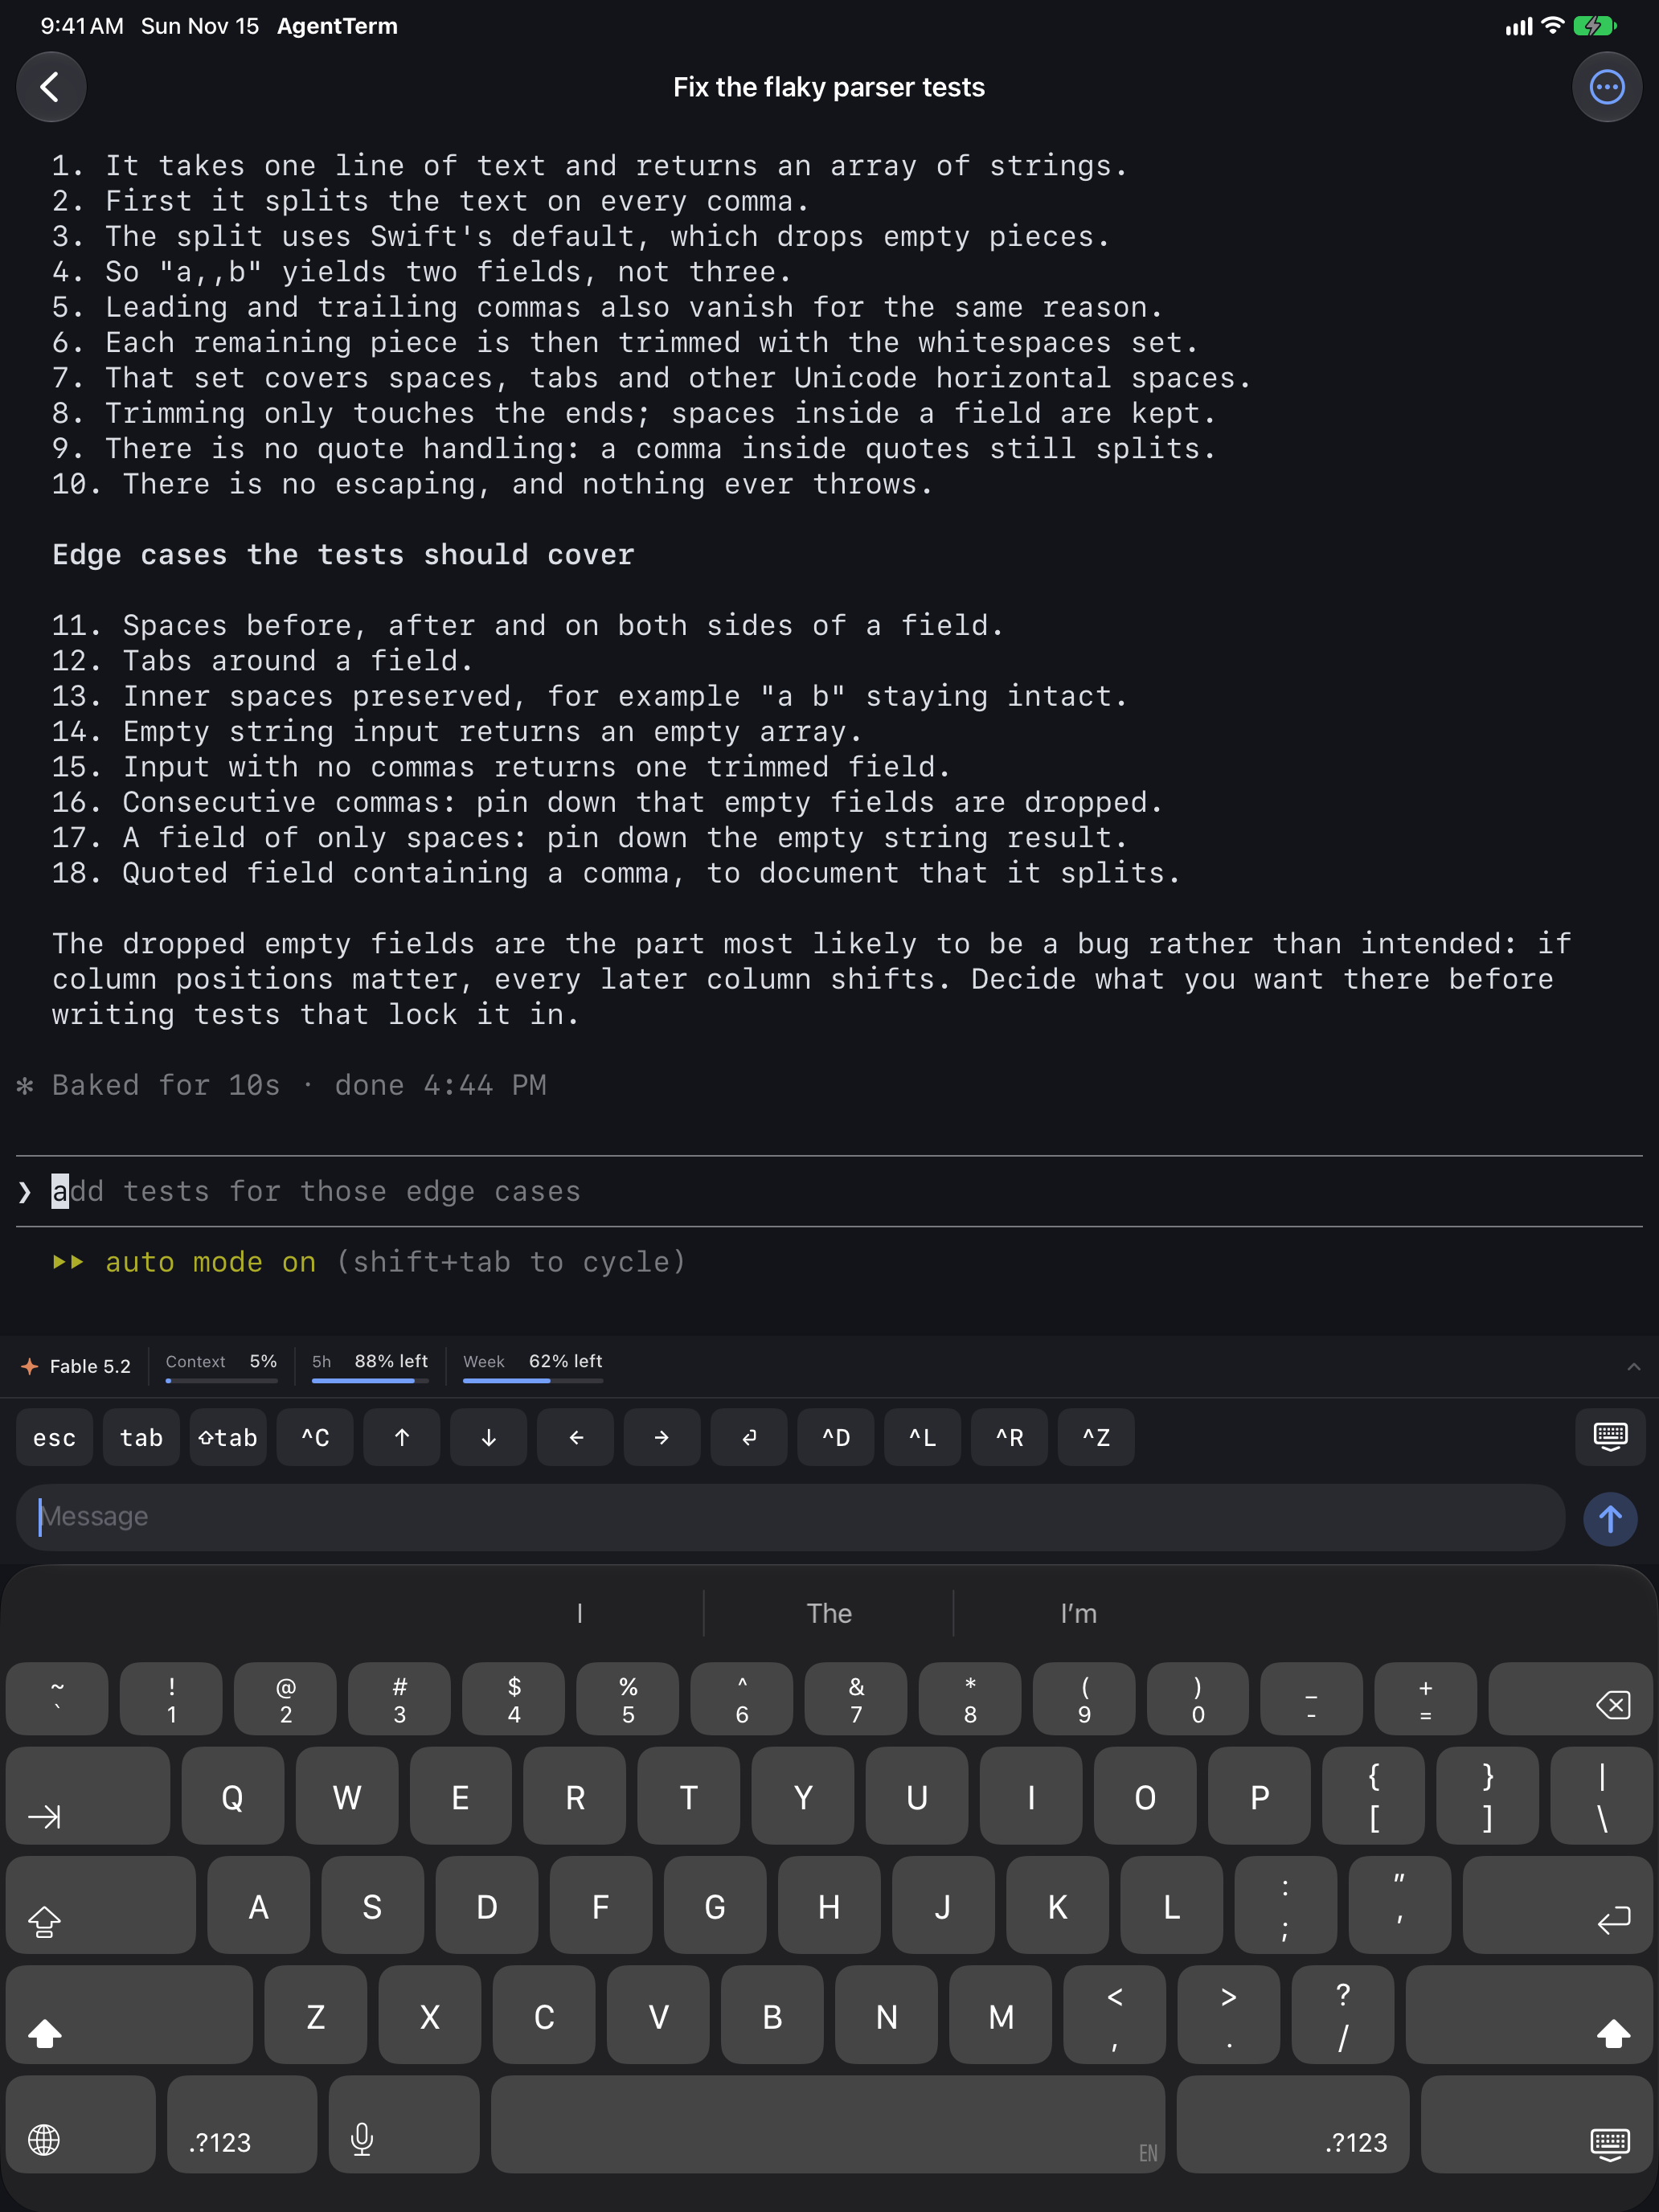 9:41 AM Sun Nov 15 AgentTerm
Fix the flaky parser tests
1. It takes one line of text and returns an array of strings.
2. First it splits the text on every comma.
3. The split uses Swift's default, which drops empty pieces.
4. So "a,,b" yields two fields, not three.
5. Leading and trailing commas also vanish for the same reason.
6. Each remaining piece is then trimmed with the whitespaces set.
7. That set covers spaces, tabs and other Unicode horizontal spaces.
8. Trimming only touches the ends; spaces inside a field are kept.
9. There is no quote handling: a comma inside quotes still splits.
10. There is no escaping, and nothing ever throws.
Edge cases the tests should cover
11. Spaces before, after and on both sides of a field.
12. Tabs around a field.
13. Inner spaces preserved, for example "a b" staying intact.
14. Empty string input returns an empty array.
15. Input with no commas returns one trimmed field.
16. Consecutive commas: pin down that empty fields are dropped.
17. A field of only spaces: pin down the empty string result.
18. Quoted field containing a comma, to document that it splits.
The dropped empty fields are the part most likely to be a bug rather than intended: if
column positions matter, every later column shifts. Decide what you want there before
writing tests that lock it in.
✻ Baked for 10s · done 4:44 PM
❯ add tests for those edge cases
⏵⏵ auto mode on (shift+tab to cycle)
Fable 5.2 Context 5% 5h 88% left Week 62% left
esc tab ⇧tab ^C ↑ ↓ ← → ⏎ ^D ^L ^R ^Z
Message
I The I'm
~ ! @ # $ % ^ & * ( ) _ +
` 1 2 3 4 5 6 7 8 9 0 - =
Q W E R T Y U I O P { } |
[ ] \
A S D F G H J K L : "
; '
Z X C V B N M < > ?
, . /
.?123 EN .?123